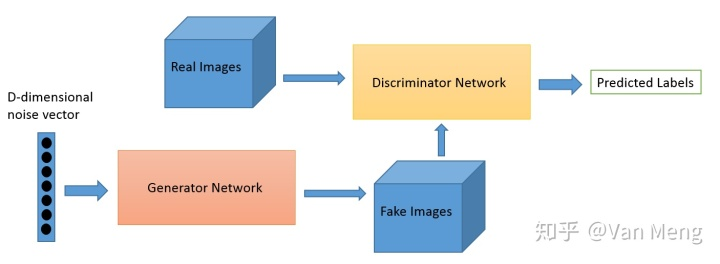 Real Images
Discriminator Network
Predicted Labels
D-dimensional
noise vector
Generator Network
Fake Images
知乎 @Van Meng